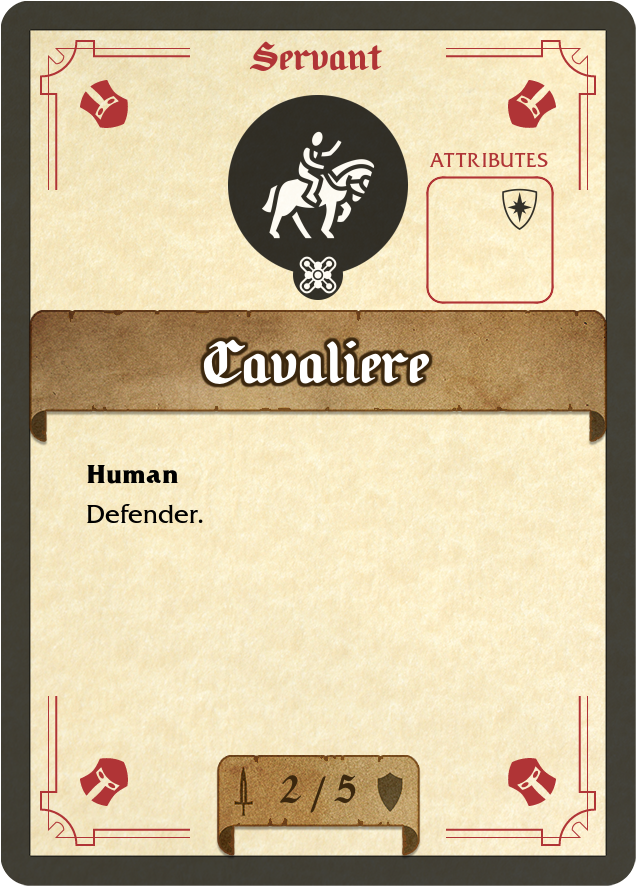 Servant
ATTRIBUTES
Cavaliere
Human
Defender.
2 / 5